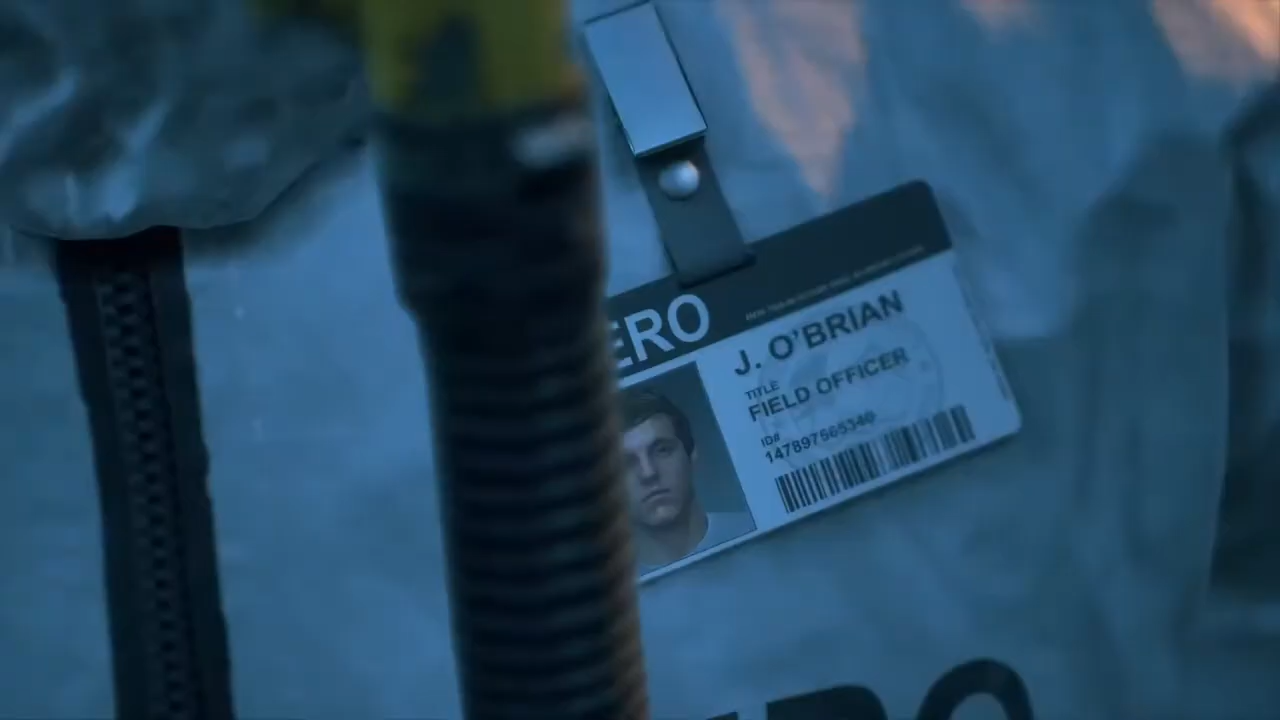 ERO
J. O'BRIAN
TITLE
FIELD OFFICER
ID#
147897565340